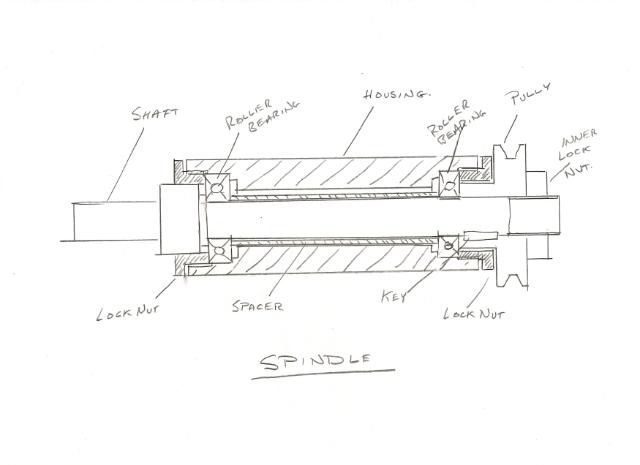 SHAFT
ROLLER
BEARING
HOUSING.
ROLLER
BEARING
PULLY
INNER
LOCK
NUT.
LOCK NUT
SPACER
KEY
LOCK NUT
SPINDLE